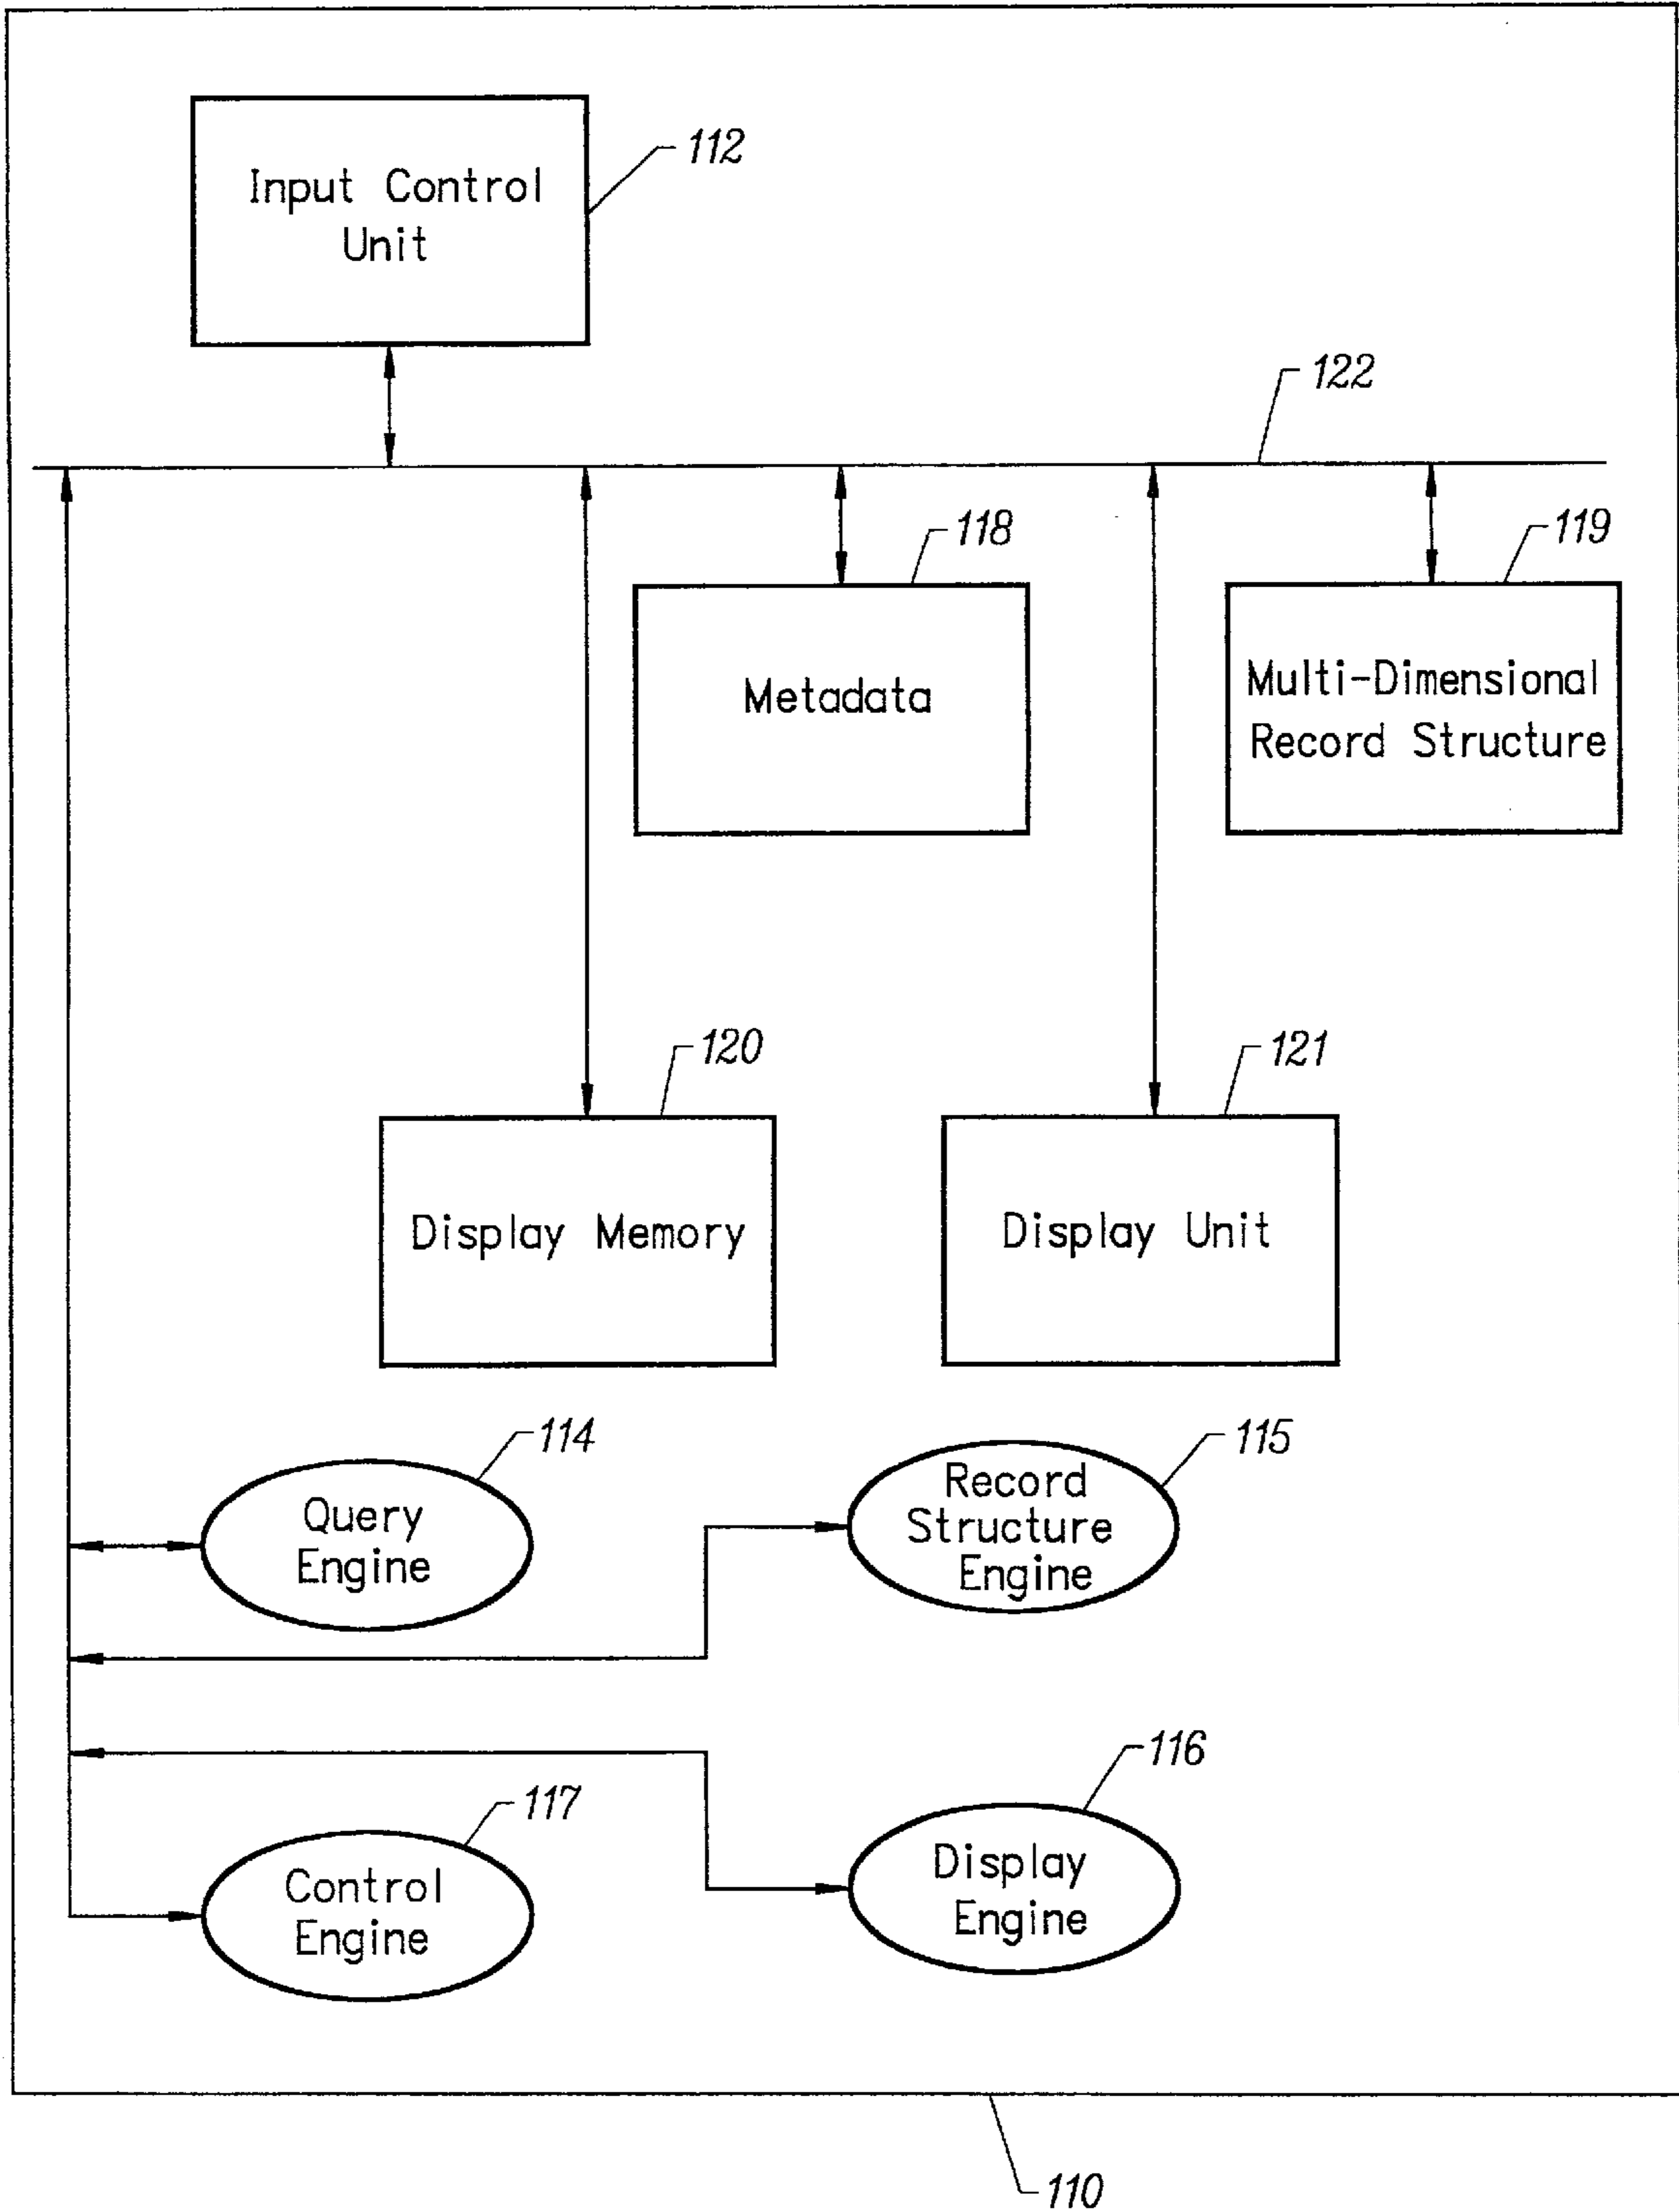 Input Control
Unit
112
122
118
119
Metadata
Multi-Dimensional
Record Structure
120
121
Display Memory
Display Unit
114
115
Query
Engine
Record
Structure
Engine
117
116
Control
Engine
Display
Engine
110